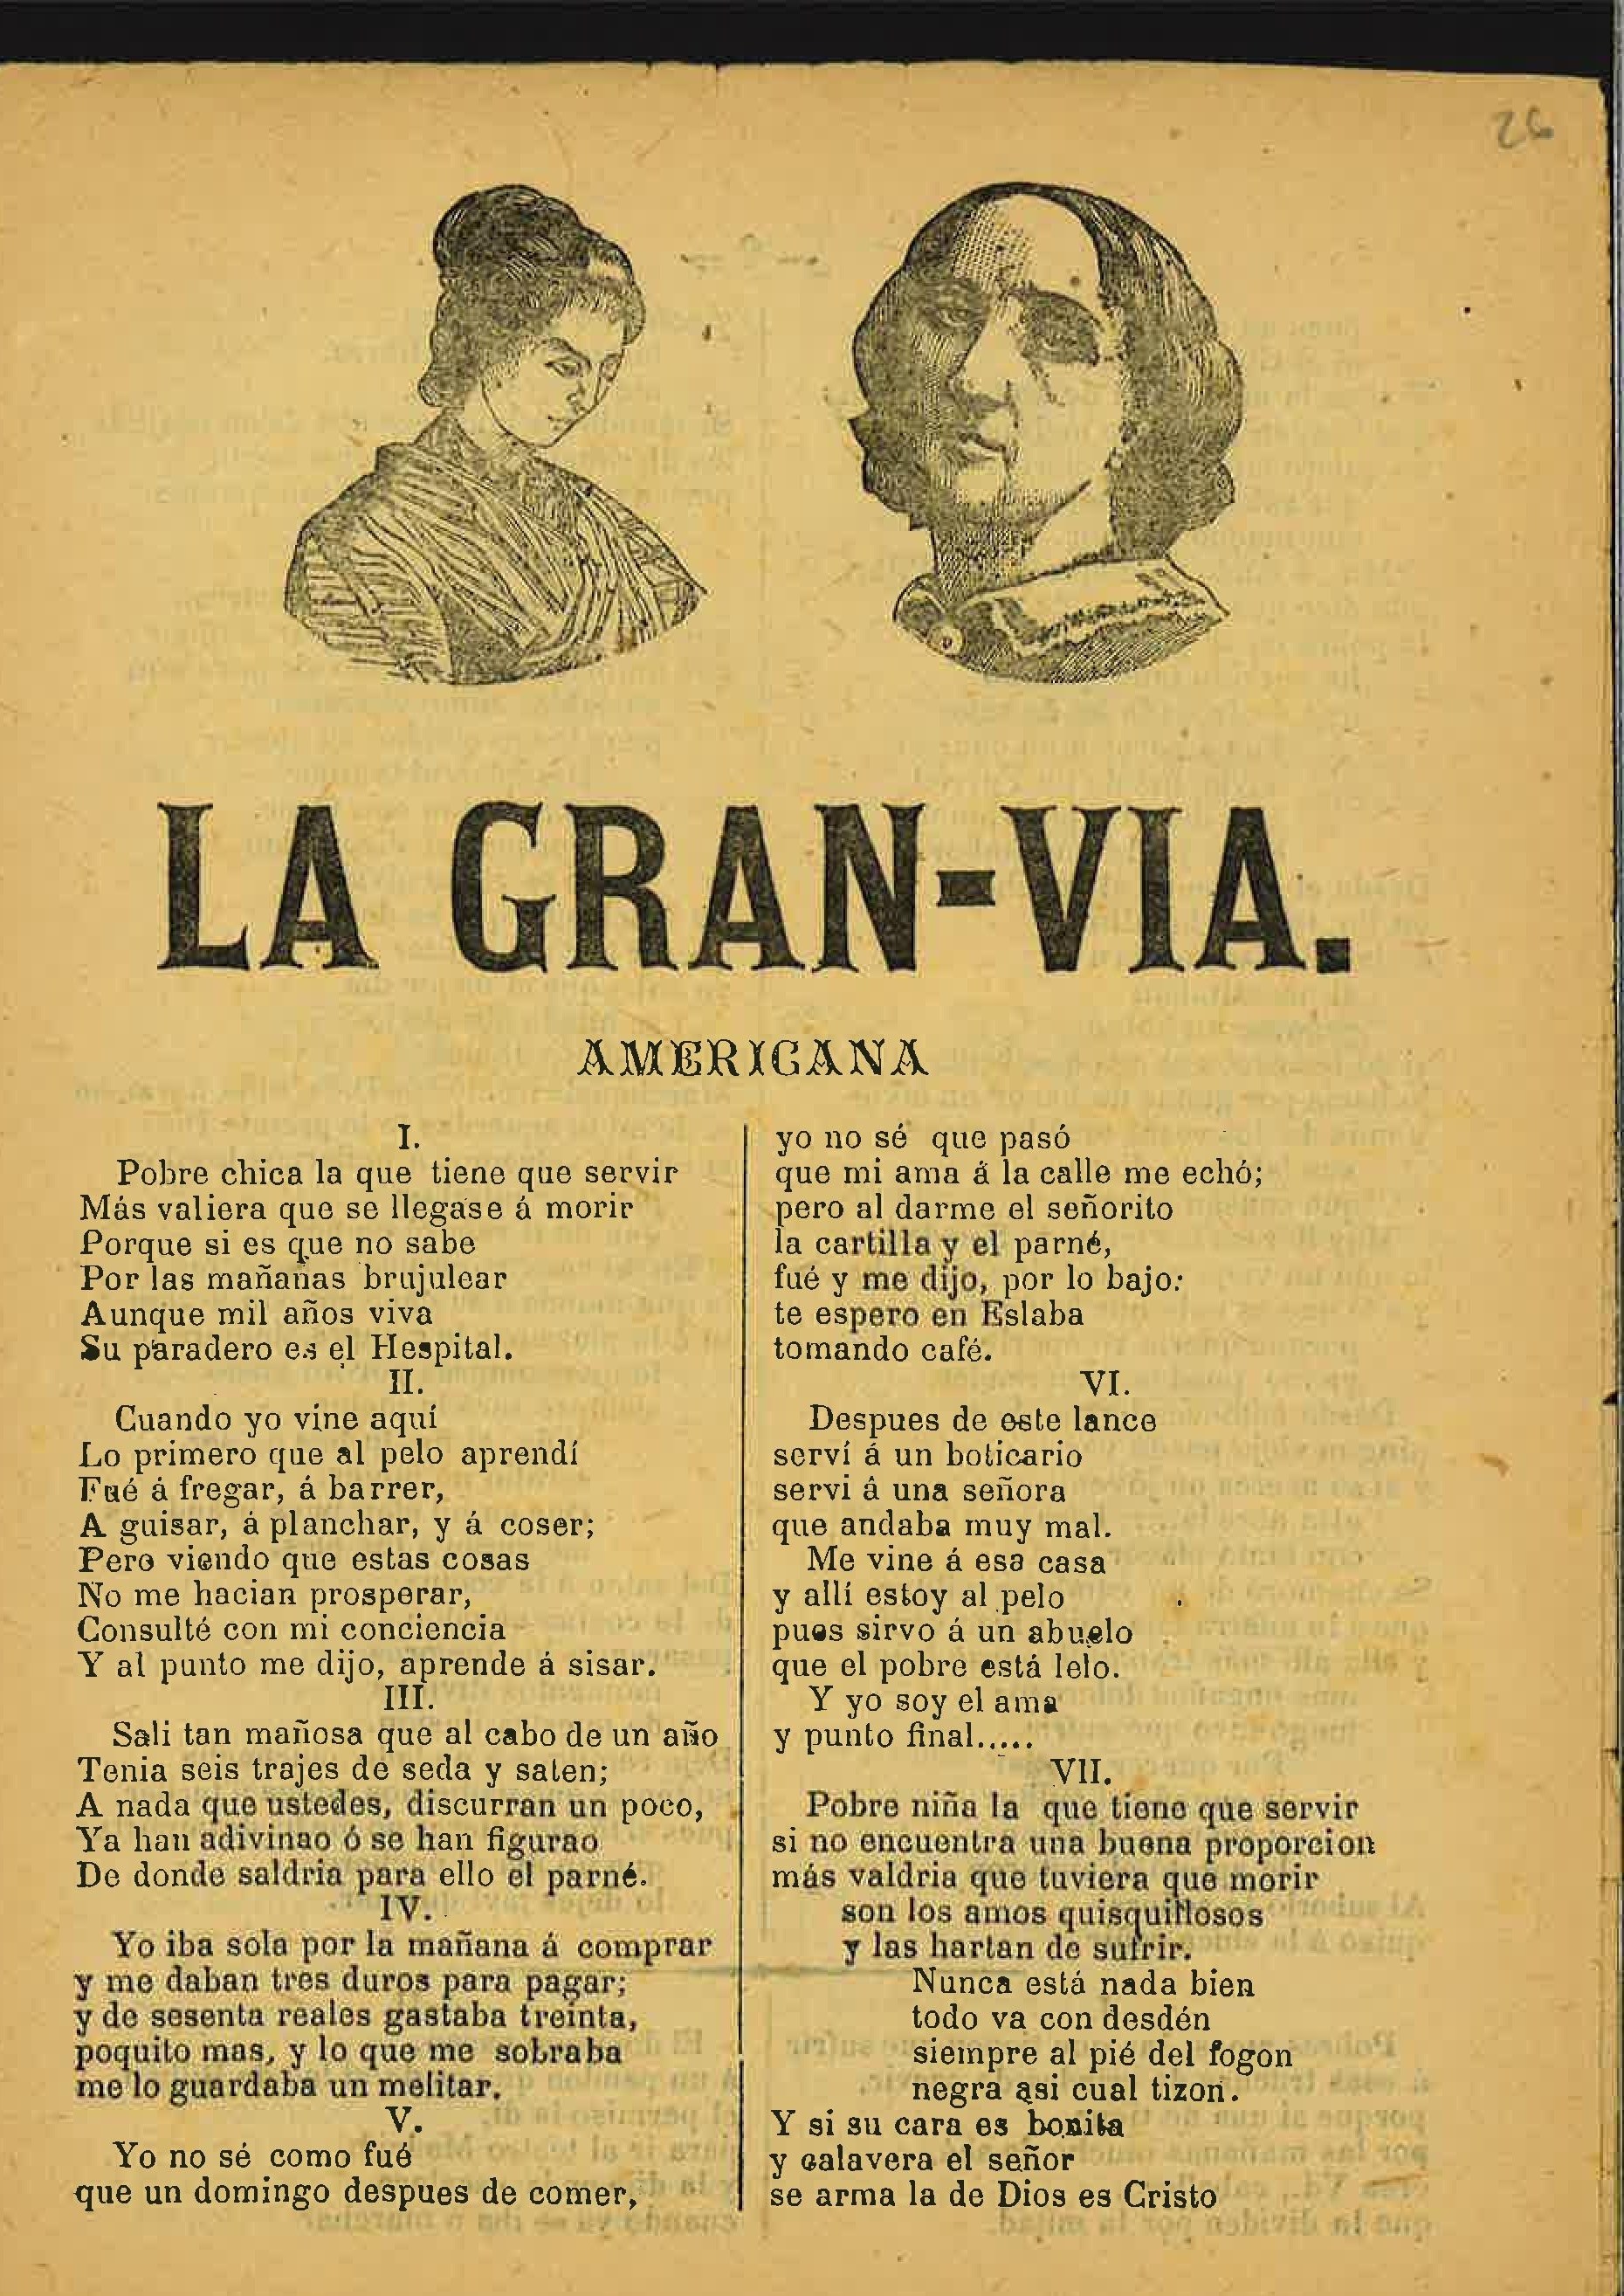 26
LA GRAN-VIA.
AMERICANA
I.
Pobre chica la que tiene que servir
Más valiera que se llegase á morir
Porque si es que no sabe
Por las mañanas brujulear
Aunque mil años viva
Su paradero es el Hospital.
II.
Cuando yo vine aquí
Lo primero que al pelo aprendí
Fué á fregar, á barrer,
A guisar, á planchar, y á coser;
Pero viendo que estas cosas
No me hacian prosperar,
Consulté con mi conciencia
Y al punto me dijo, aprende á sisar.
III.
Sali tan mañosa que al cabo de un año
Tenia seis trajes de seda y saten;
A nada que ustedes, discurran un poco,
Ya han adivinao ó se han figurao
De donde saldria para ello el parné.
IV.
Yo iba sola por la mañana á comprar
y me daban tres duros para pagar;
y de sesenta reales gastaba treinta,
poquito mas, y lo que me sobraba
me lo guardaba un melitar.
V.
Yo no sé como fué
que un domingo despues de comer,
yo no sé que pasó
que mi ama á la calle me echó;
pero al darme el señorito
la cartilla y el parné,
fué y me dijo, por lo bajo:
te espero en Eslaba
tomando café.
VI.
Despues de este lance
serví á un boticario
servi á una señora
que andaba muy mal.
Me vine á esa casa
y allí estoy al pelo
pues sirvo á un abuelo
que el pobre está lelo.
Y yo soy el ama
y punto final.....
VII.
Pobre niña la que tiene que servir
si no encuentra una buena proporcion
más valdria que tuviera que morir
son los amos quisquillosos
y las hartan de sufrir.
Nunca está nada bien
todo va con desdén
siempre al pié del fogon
negra asi cual tizon.
Y si su cara es bonita
y calavera el señor
se arma la de Dios es Cristo